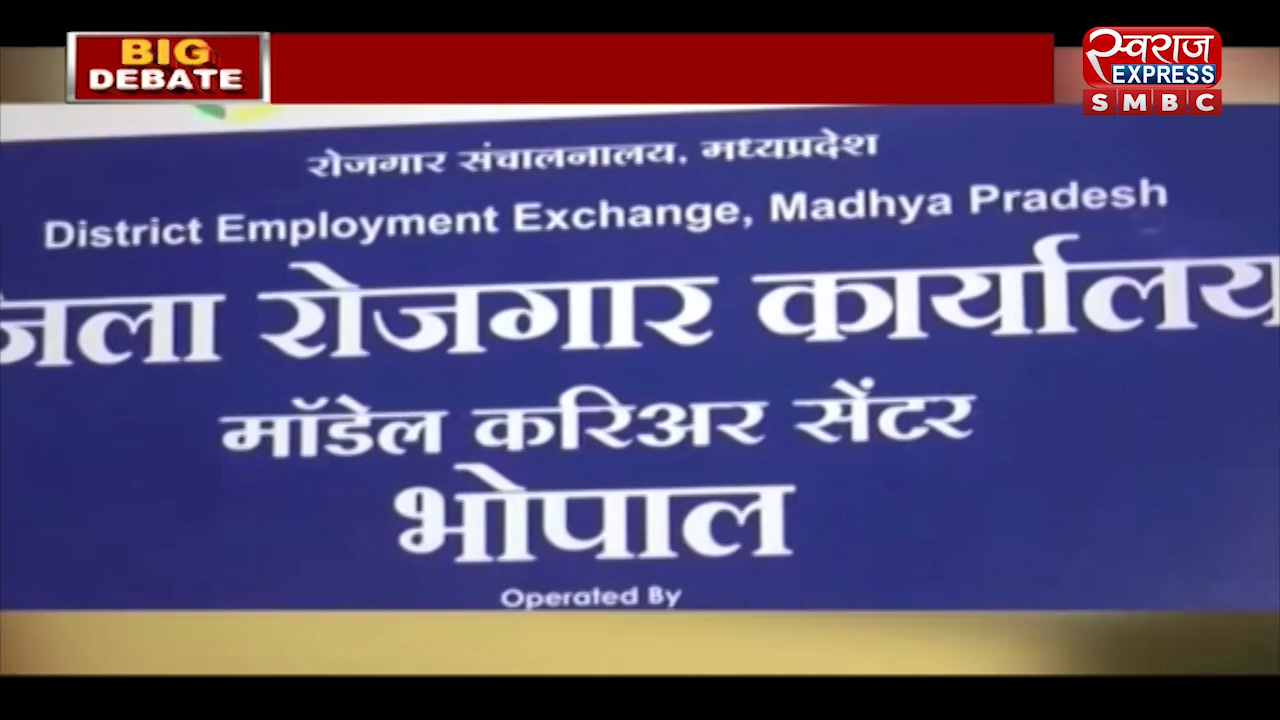 BIG
DEBATE
स्वराज
EXPRESS
SMBC
रोजगार संचालनालय, मध्यप्रदेश
District Employment Exchange, Madhya Pradesh
जिला रोजगार कार्यालय
मॉडेल करिअर सेंटर
भोपाल
Operated By